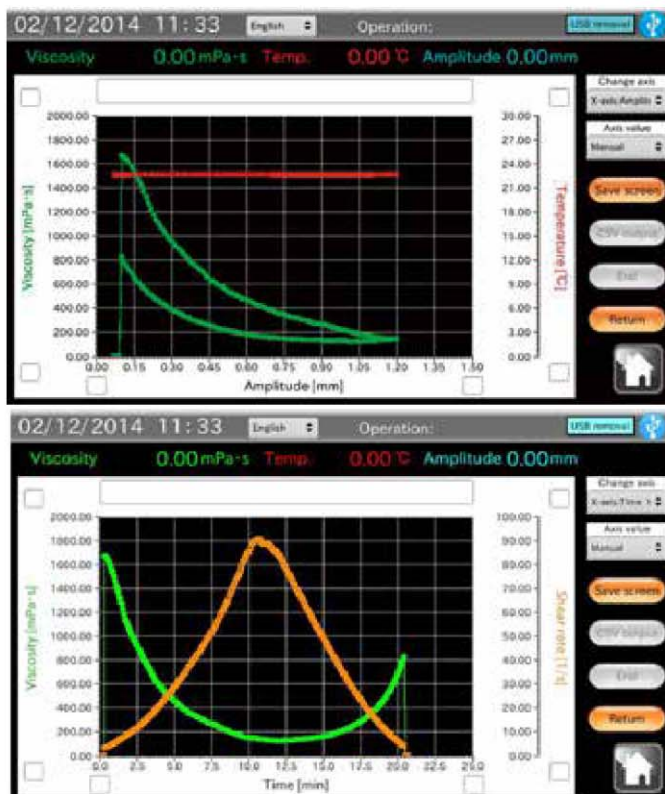 02/12/2014 11:33 English Operation: USB removal
Viscosity 0.00 mPa·s Temp. 0.00 ℃ Amplitude 0.00mm
Change axis
X-axis:Amplitu
Axis value
Manual
Save screen
CSV output
End
Return
Viscosity [mPa·s]
2000.00
1800.00
1600.00
1400.00
1200.00
1000.00
800.00
600.00
400.00
200.00
0.00
30.00
27.00
24.00
21.00
18.00
15.00
12.00
9.00
6.00
3.00
0.00
Temperature [℃]
0.00 0.15 0.30 0.45 0.60 0.75 0.90 1.05 1.20 1.35 1.50
Amplitude [mm]
02/12/2014 11:33 English Operation: USB removal
Viscosity 0.00 mPa·s Temp. 0.00 ℃ Amplitude 0.00mm
Change axis
X-axis:Time
Axis value
Manual
Save screen
CSV output
End
Return
Viscosity [mPa·s]
2000.00
1800.00
1600.00
1400.00
1200.00
1000.00
800.00
600.00
400.00
200.00
0.00
100.00
90.00
80.00
70.00
60.00
50.00
40.00
30.00
20.00
10.00
0.00
Shear rate [1/s]
0.0 2.5 5.0 7.5 10.0 12.5 15.0 17.5 20.0 22.5 25.0
Time [min]